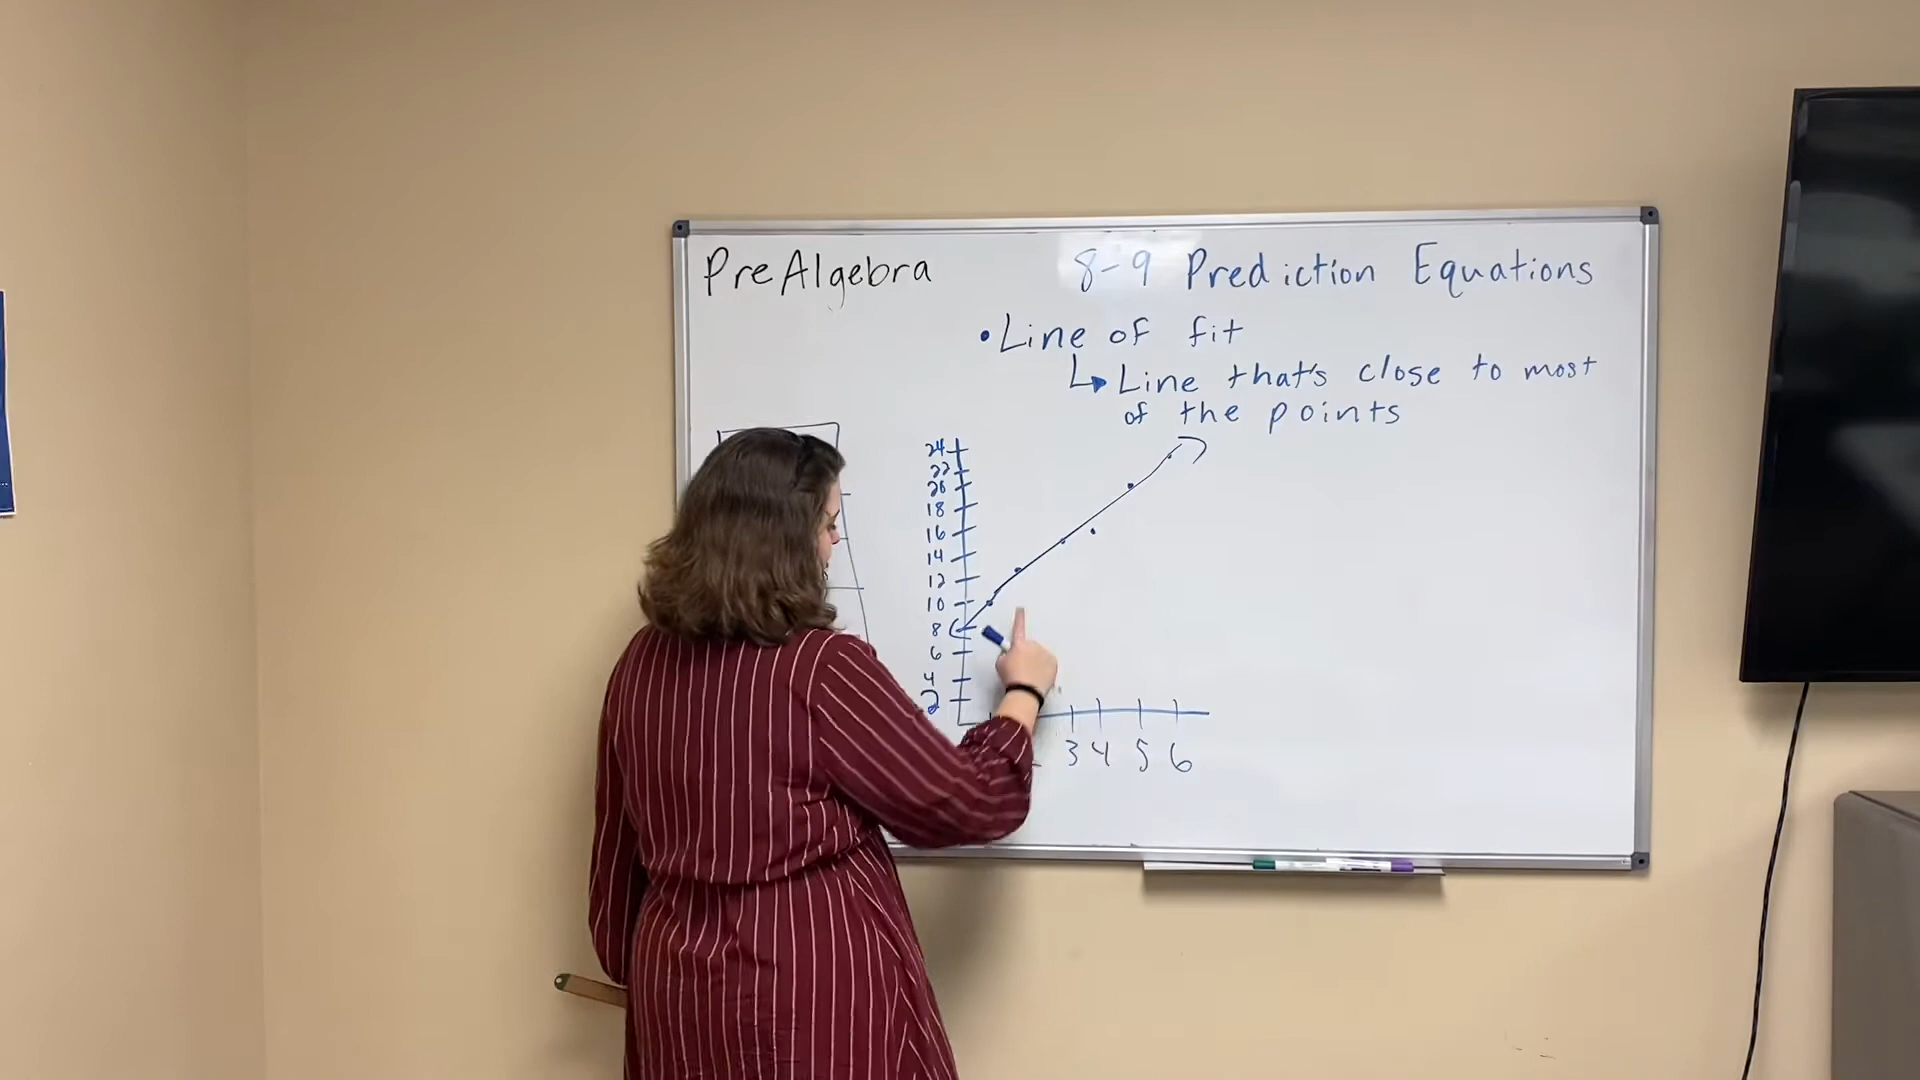 PreAlgebra
8-9 Prediction Equations
• Line of fit
↳ Line that's close to most
of the points
24
22
20
18
16
14
12
10
8
6
4
2
3 4 5 6